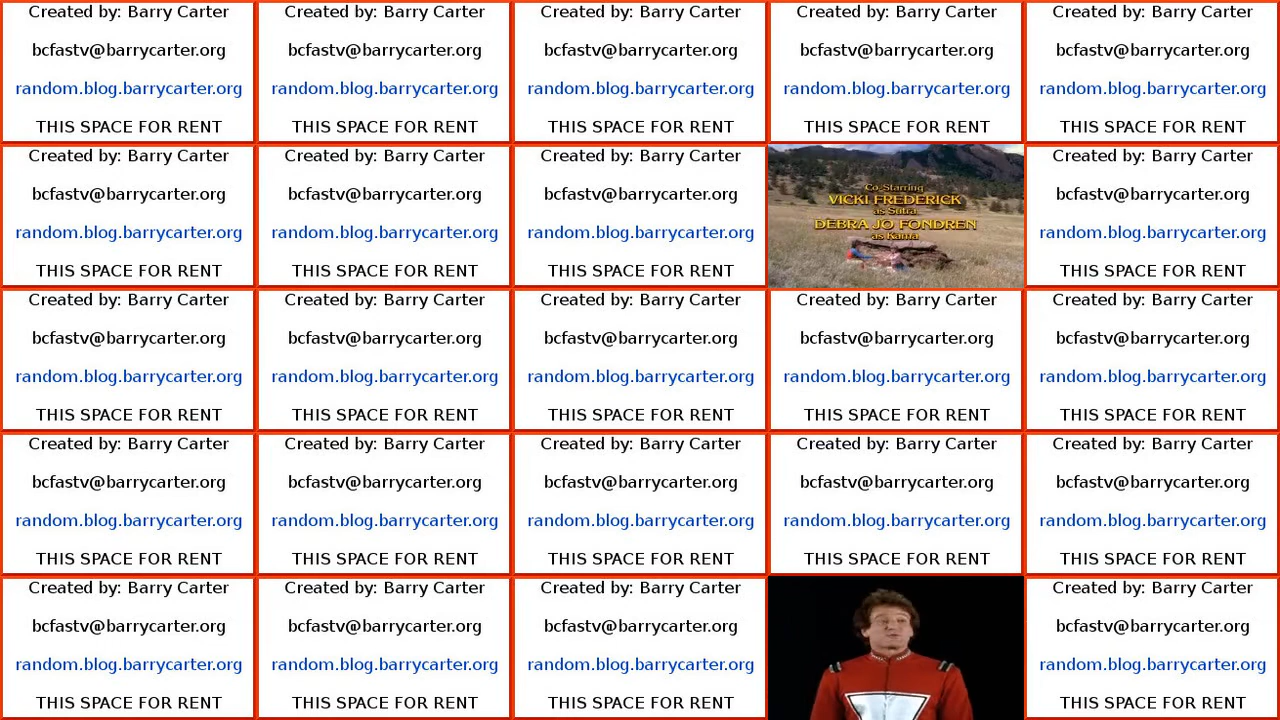 Created by: Barry Carter
bcfastv@barrycarter.org
random.blog.barrycarter.org
THIS SPACE FOR RENT
Created by: Barry Carter
bcfastv@barrycarter.org
random.blog.barrycarter.org
THIS SPACE FOR RENT
Created by: Barry Carter
bcfastv@barrycarter.org
random.blog.barrycarter.org
THIS SPACE FOR RENT
Created by: Barry Carter
bcfastv@barrycarter.org
random.blog.barrycarter.org
THIS SPACE FOR RENT
Created by: Barry Carter
bcfastv@barrycarter.org
random.blog.barrycarter.org
THIS SPACE FOR RENT
Created by: Barry Carter
bcfastv@barrycarter.org
random.blog.barrycarter.org
THIS SPACE FOR RENT
Created by: Barry Carter
bcfastv@barrycarter.org
random.blog.barrycarter.org
THIS SPACE FOR RENT
Created by: Barry Carter
bcfastv@barrycarter.org
random.blog.barrycarter.org
THIS SPACE FOR RENT
Co-Starring
VICKI FREDERICK
as Sutra
DEBRA JO FONDREN
as Kama
Created by: Barry Carter
bcfastv@barrycarter.org
random.blog.barrycarter.org
THIS SPACE FOR RENT
Created by: Barry Carter
bcfastv@barrycarter.org
random.blog.barrycarter.org
THIS SPACE FOR RENT
Created by: Barry Carter
bcfastv@barrycarter.org
random.blog.barrycarter.org
THIS SPACE FOR RENT
Created by: Barry Carter
bcfastv@barrycarter.org
random.blog.barrycarter.org
THIS SPACE FOR RENT
Created by: Barry Carter
bcfastv@barrycarter.org
random.blog.barrycarter.org
THIS SPACE FOR RENT
Created by: Barry Carter
bcfastv@barrycarter.org
random.blog.barrycarter.org
THIS SPACE FOR RENT
Created by: Barry Carter
bcfastv@barrycarter.org
random.blog.barrycarter.org
THIS SPACE FOR RENT
Created by: Barry Carter
bcfastv@barrycarter.org
random.blog.barrycarter.org
THIS SPACE FOR RENT
Created by: Barry Carter
bcfastv@barrycarter.org
random.blog.barrycarter.org
THIS SPACE FOR RENT
Created by: Barry Carter
bcfastv@barrycarter.org
random.blog.barrycarter.org
THIS SPACE FOR RENT
Created by: Barry Carter
bcfastv@barrycarter.org
random.blog.barrycarter.org
THIS SPACE FOR RENT
Created by: Barry Carter
bcfastv@barrycarter.org
random.blog.barrycarter.org
THIS SPACE FOR RENT
Created by: Barry Carter
bcfastv@barrycarter.org
random.blog.barrycarter.org
THIS SPACE FOR RENT
Created by: Barry Carter
bcfastv@barrycarter.org
random.blog.barrycarter.org
THIS SPACE FOR RENT
Created by: Barry Carter
bcfastv@barrycarter.org
random.blog.barrycarter.org
THIS SPACE FOR RENT